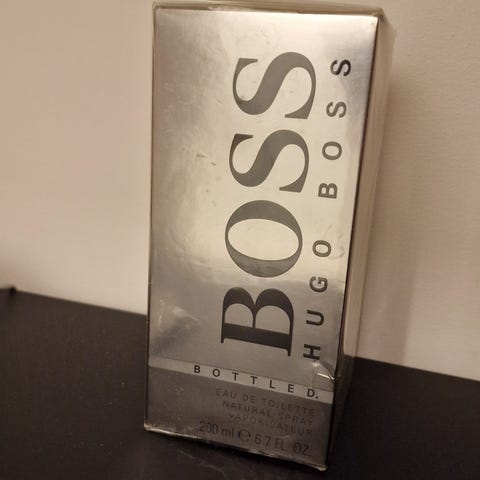 BOSS
HUGO BOSS
BOTTLED.
EAU DE TOILETTE
NATURAL SPRAY
VAPORISATEUR
200 ml ℮ 6.7 FL. OZ.